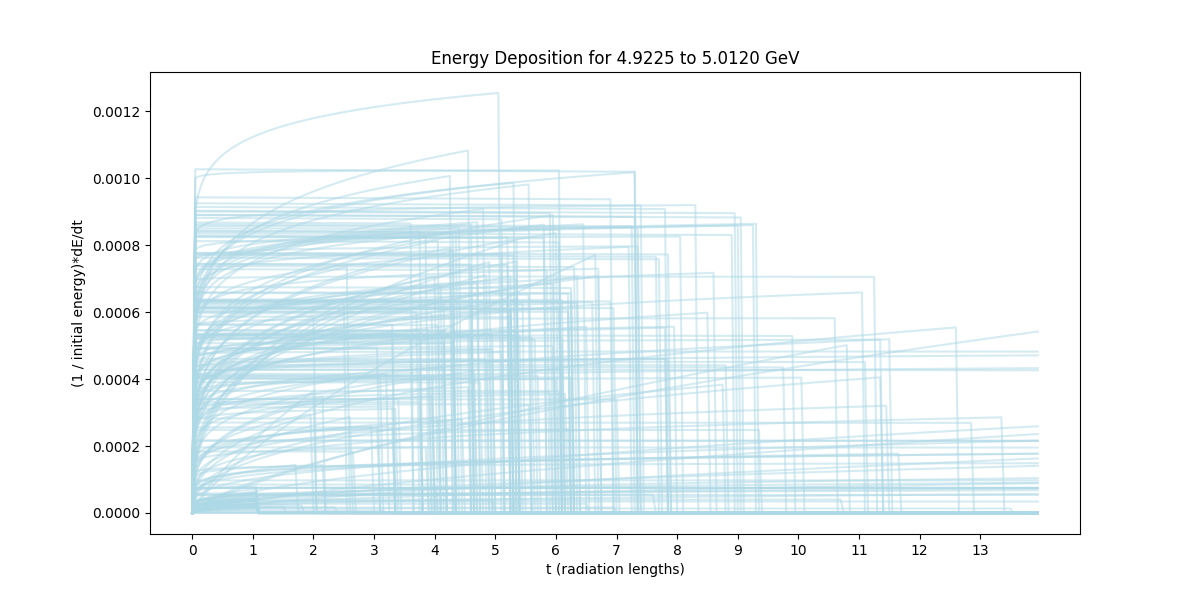 Energy Deposition for 4.9225 to 5.0120 GeV
(1 / initial energy)*dE/dt
0.0012
0.0010
0.0008
0.0006
0.0004
0.0002
0.0000
0 1 2 3 4 5 6 7 8 9 10 11 12 13
t (radiation lengths)